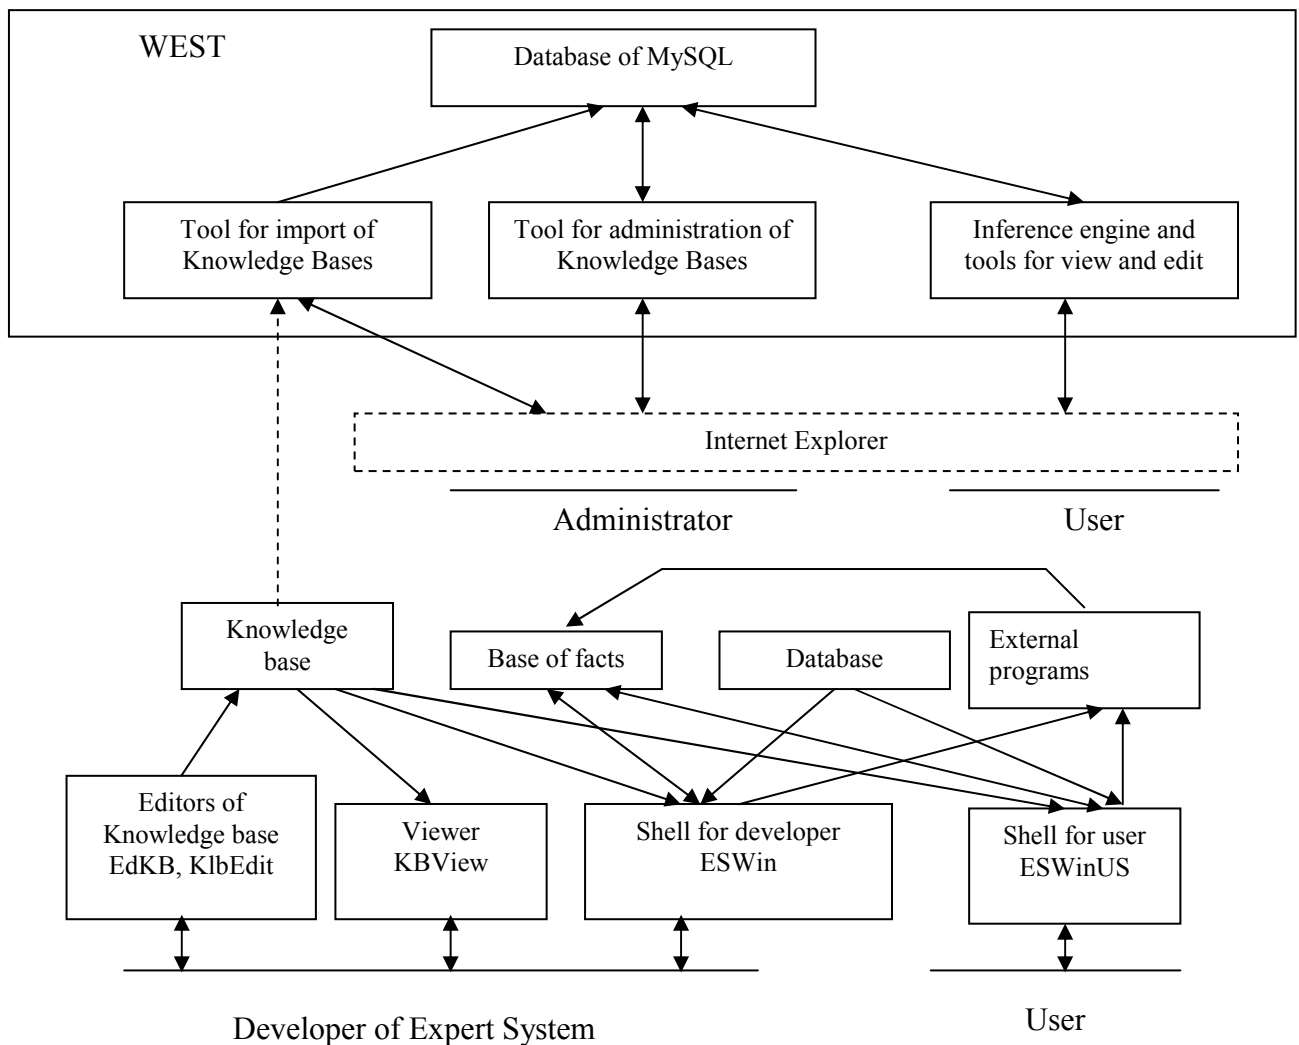 WEST
Database of MySQL
Tool for import of
Knowledge Bases
Tool for administration of
Knowledge Bases
Inference engine and
tools for view and edit
Internet Explorer
Administrator
User
Knowledge
base
Base of facts
Database
External
programs
Editors of
Knowledge base
EdKB, KlbEdit
Viewer
KBView
Shell for developer
ESWin
Shell for user
ESWinUS
Developer of Expert System
User